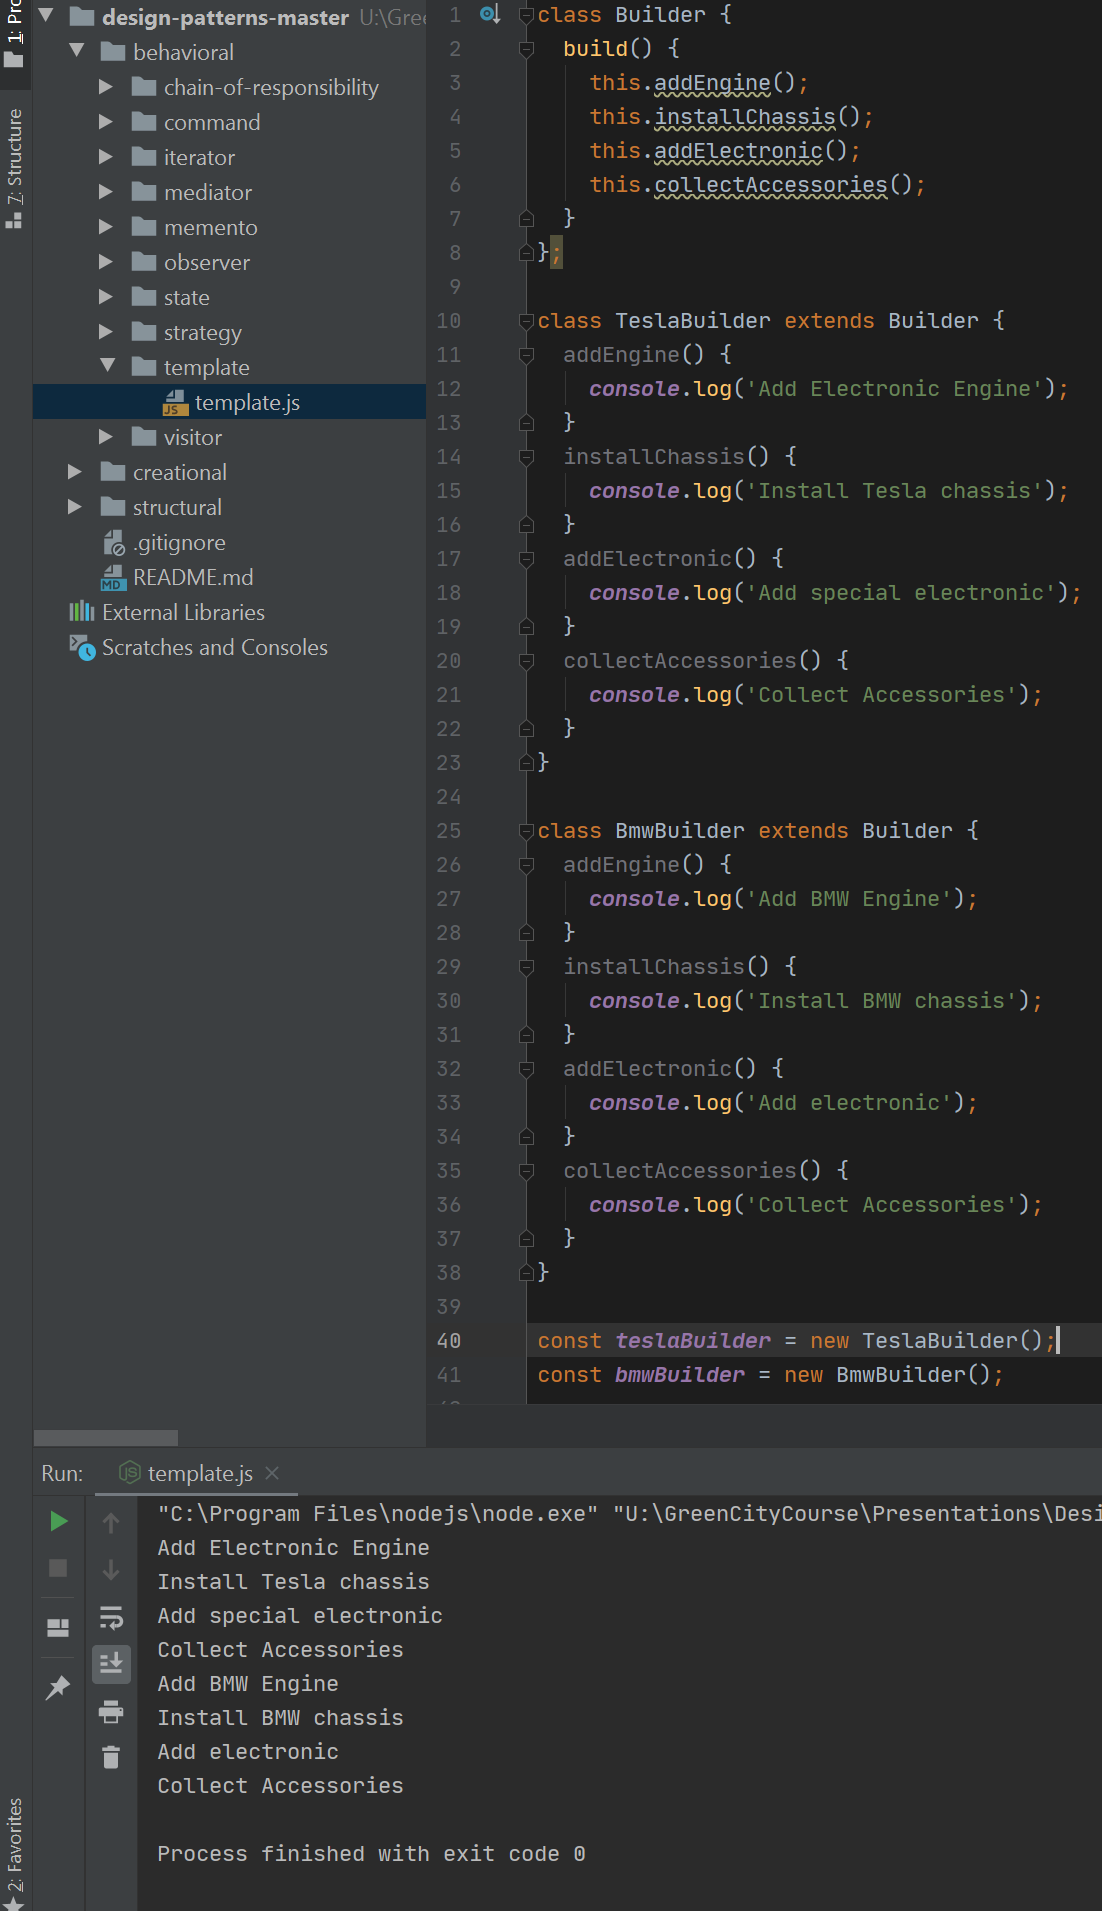 1: Pro
7: Structure
2: Favorites
design-patterns-master U:\Gree
behavioral
chain-of-responsibility
command
iterator
mediator
memento
observer
state
strategy
template
template.js
visitor
creational
structural
.gitignore
README.md
External Libraries
Scratches and Consoles
1 class Builder {
2 build() {
3 this.addEngine();
4 this.installChassis();
5 this.addElectronic();
6 this.collectAccessories();
7 }
8 };
9
10 class TeslaBuilder extends Builder {
11 addEngine() {
12 console.log('Add Electronic Engine');
13 }
14 installChassis() {
15 console.log('Install Tesla chassis');
16 }
17 addElectronic() {
18 console.log('Add special electronic');
19 }
20 collectAccessories() {
21 console.log('Collect Accessories');
22 }
23 }
24
25 class BmwBuilder extends Builder {
26 addEngine() {
27 console.log('Add BMW Engine');
28 }
29 installChassis() {
30 console.log('Install BMW chassis');
31 }
32 addElectronic() {
33 console.log('Add electronic');
34 }
35 collectAccessories() {
36 console.log('Collect Accessories');
37 }
38 }
39
40 const teslaBuilder = new TeslaBuilder();
41 const bmwBuilder = new BmwBuilder();
Run: template.js
"C:\Program Files\nodejs\node.exe" "U:\GreenCityCourse\Presentations\Desi
Add Electronic Engine
Install Tesla chassis
Add special electronic
Collect Accessories
Add BMW Engine
Install BMW chassis
Add electronic
Collect Accessories
Process finished with exit code 0